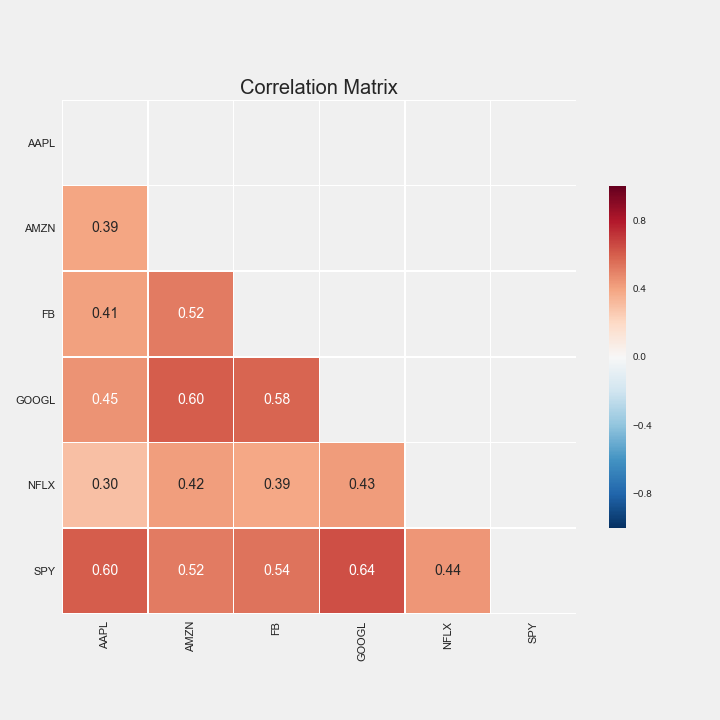 Correlation Matrix
AAPL
AMZN 0.39
FB 0.41 0.52
GOOGL 0.45 0.60 0.58
NFLX 0.30 0.42 0.39 0.43
SPY 0.60 0.52 0.54 0.64 0.44
AAPL AMZN FB GOOGL NFLX SPY
0.8
0.4
0.0
−0.4
−0.8